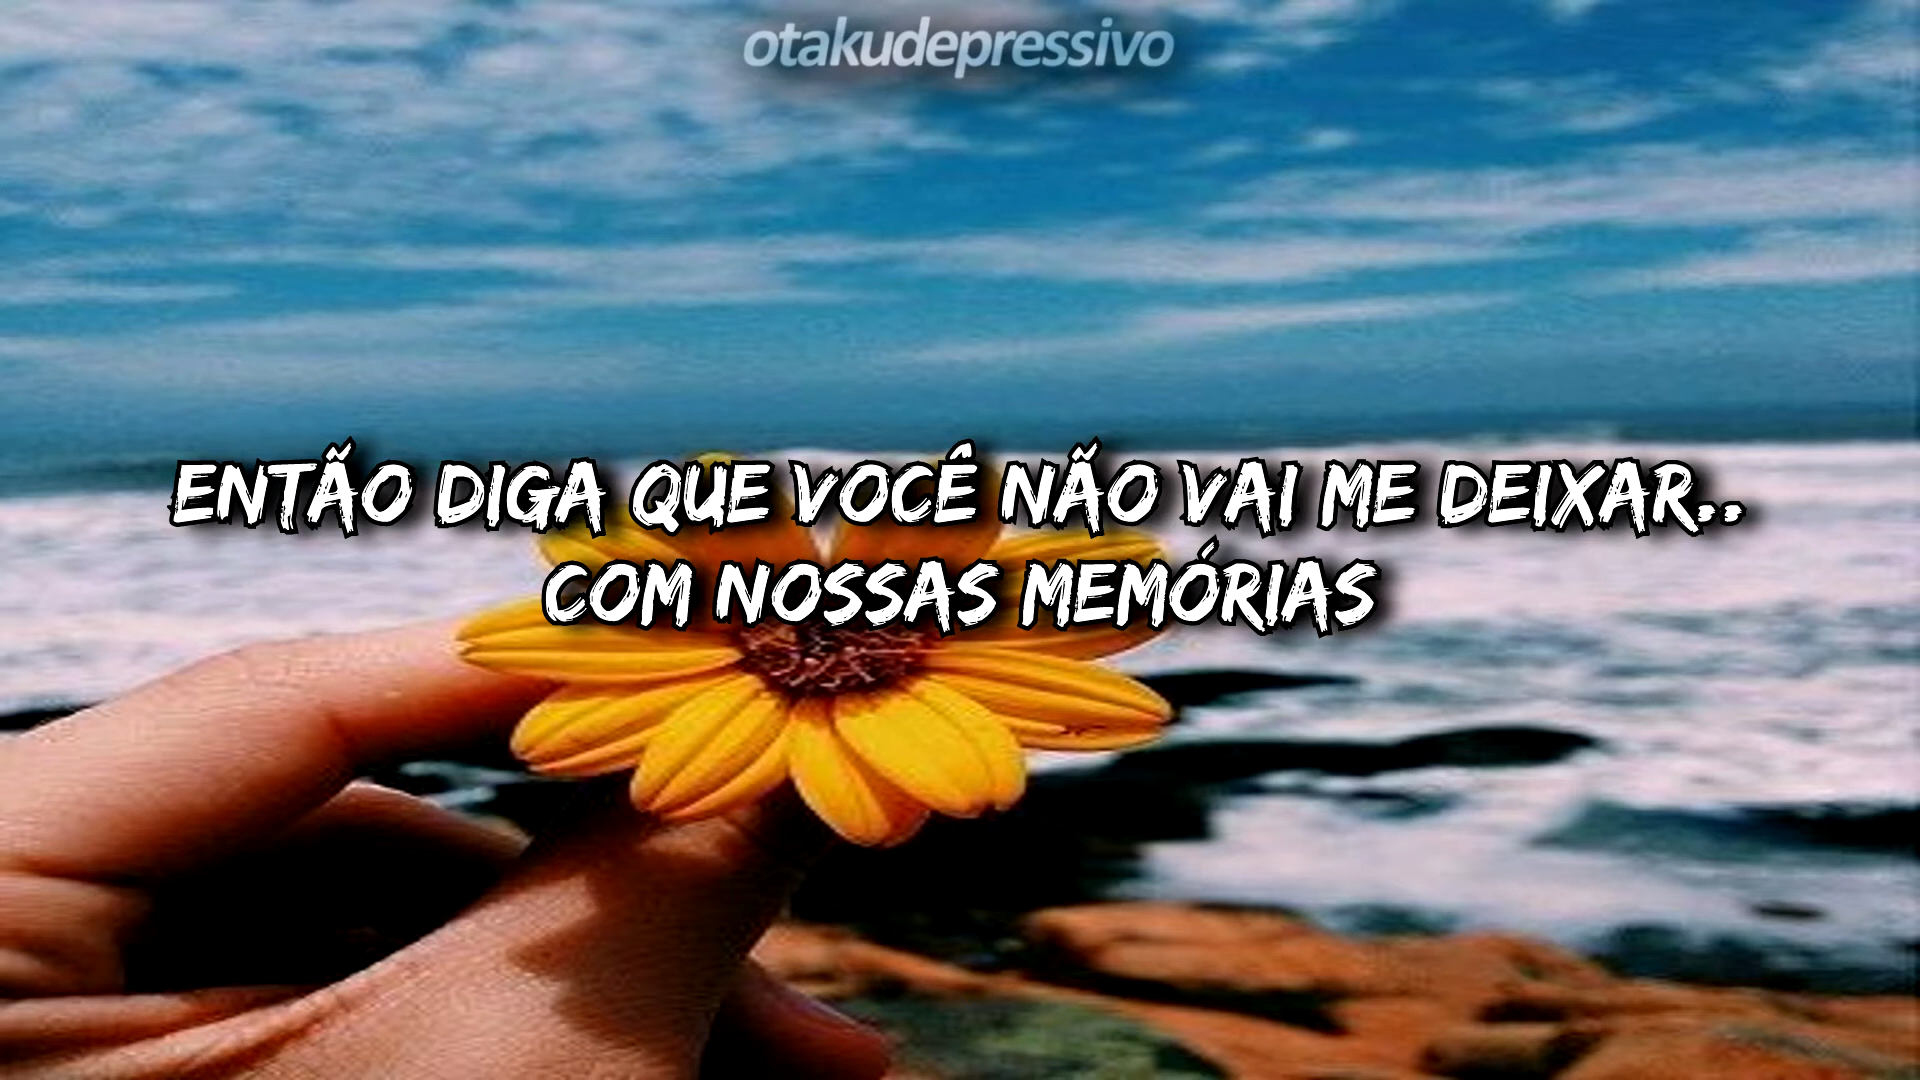 otakudepressivo
ENTÃO DIGA QUE VOCÊ NÃO VAI ME DEIXAR..
COM NOSSAS MEMÓRIAS